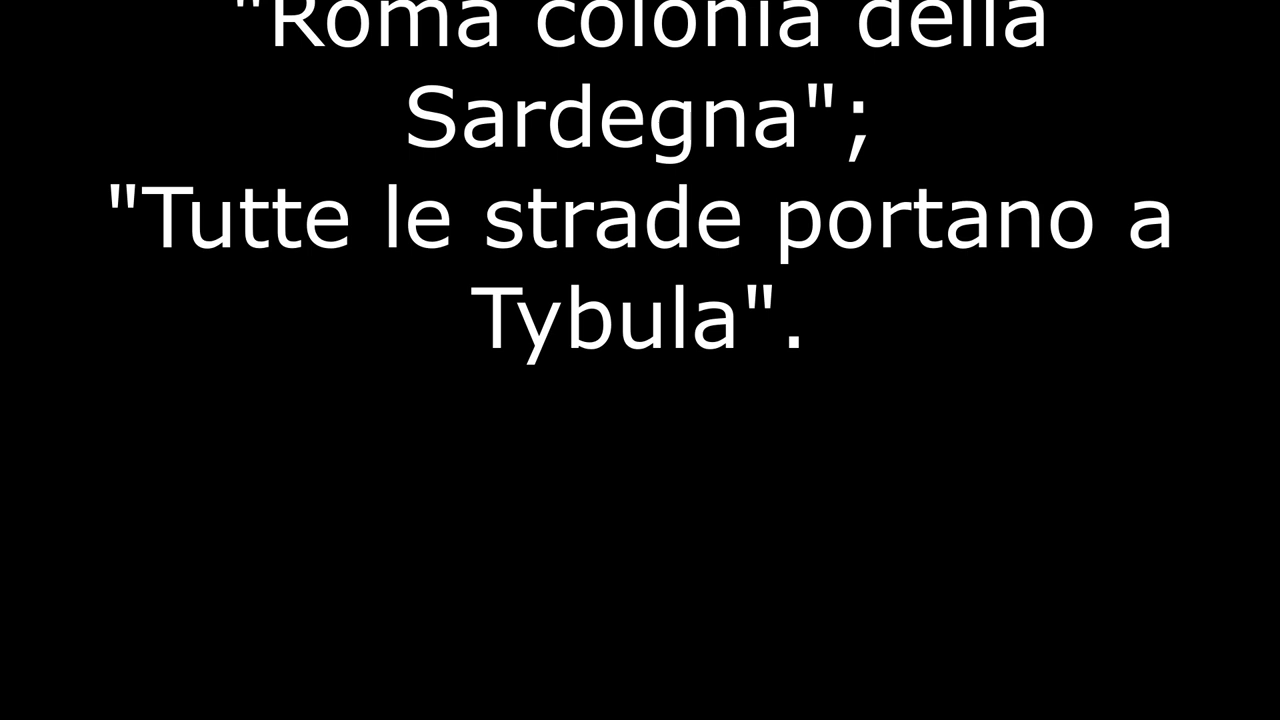 "Roma colonia della
Sardegna";
"Tutte le strade portano a
Tybula".